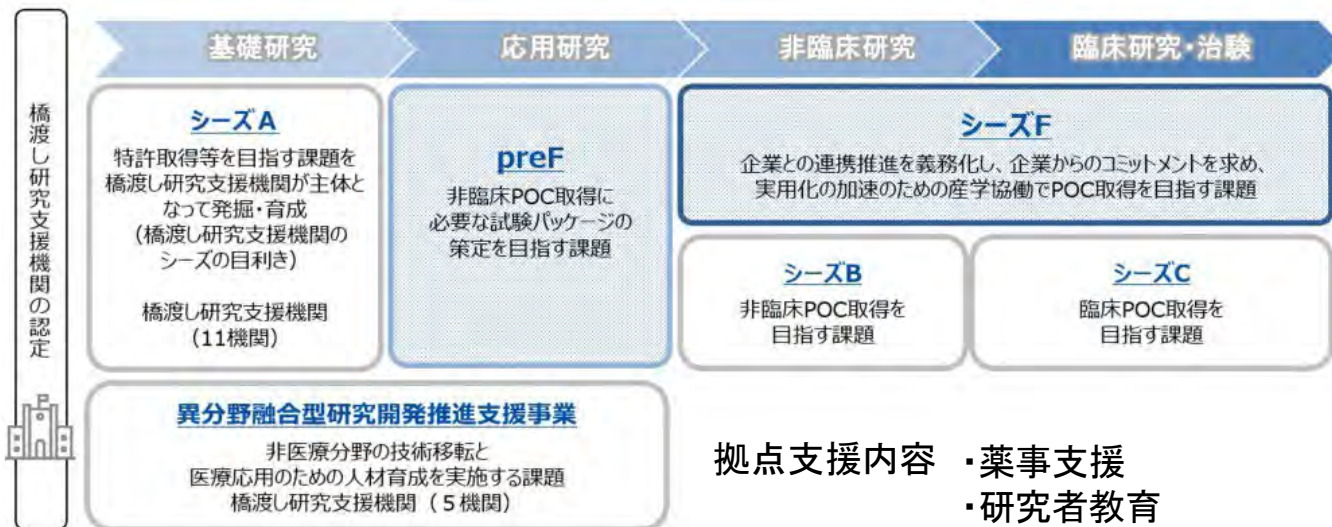 橋渡し研究支援機関の認定
基礎研究
応用研究
非臨床研究
臨床研究・治験
シーズA
特許取得等を目指す課題を
橋渡し研究支援機関が主体と
なって発掘・育成
(橋渡し研究支援機関の
シーズの目利き)
橋渡し研究支援機関
(11機関)
preF
非臨床POC取得に
必要な試験パッケージの
策定を目指す課題
シーズF
企業との連携推進を義務化し、企業からのコミットメントを求め、
実用化の加速のための産学協働でPOC取得を目指す課題
シーズB
非臨床POC取得を
目指す課題
シーズC
臨床POC取得を
目指す課題
異分野融合型研究開発推進支援事業
非医療分野の技術移転と
医療応用のための人材育成を実施する課題
橋渡し研究支援機関(5機関)
拠点支援内容 ・薬事支援
・研究者教育